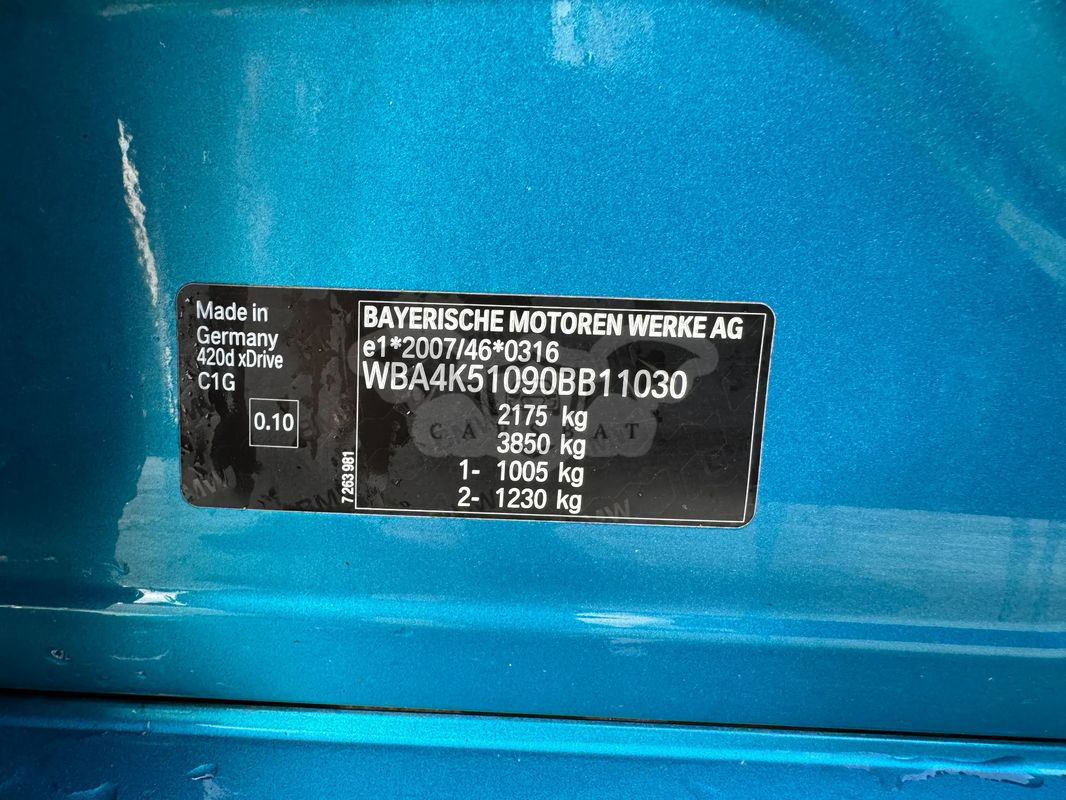 Made in
Germany
420d xDrive
C1G
0.10
7 263 981
BAYERISCHE MOTOREN WERKE AG
e1*2007/46*0316
WBA4K51090BB11030
2175 kg
3850 kg
1- 1005 kg
2- 1230 kg
BMW